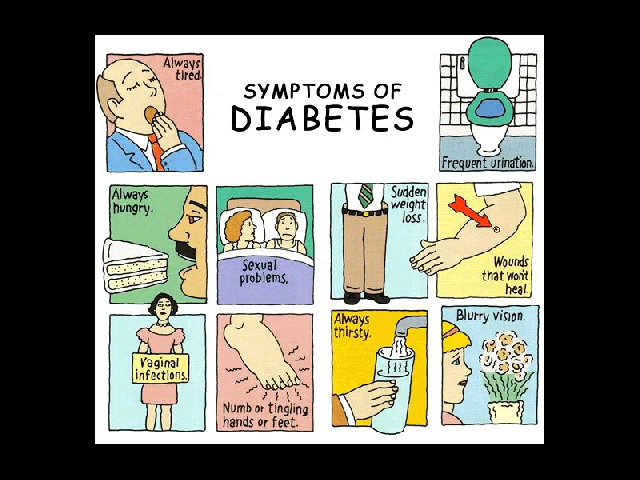 Always
tired.
SYMPTOMS OF
DIABETES
Frequent urination.
Always
hungry.
Sexual
problems.
Sudden
weight
loss.
Wounds
that won't
heal.
Vaginal
infections.
Numb or tingling
hands or feet.
Always
thirsty.
Blurry vision.